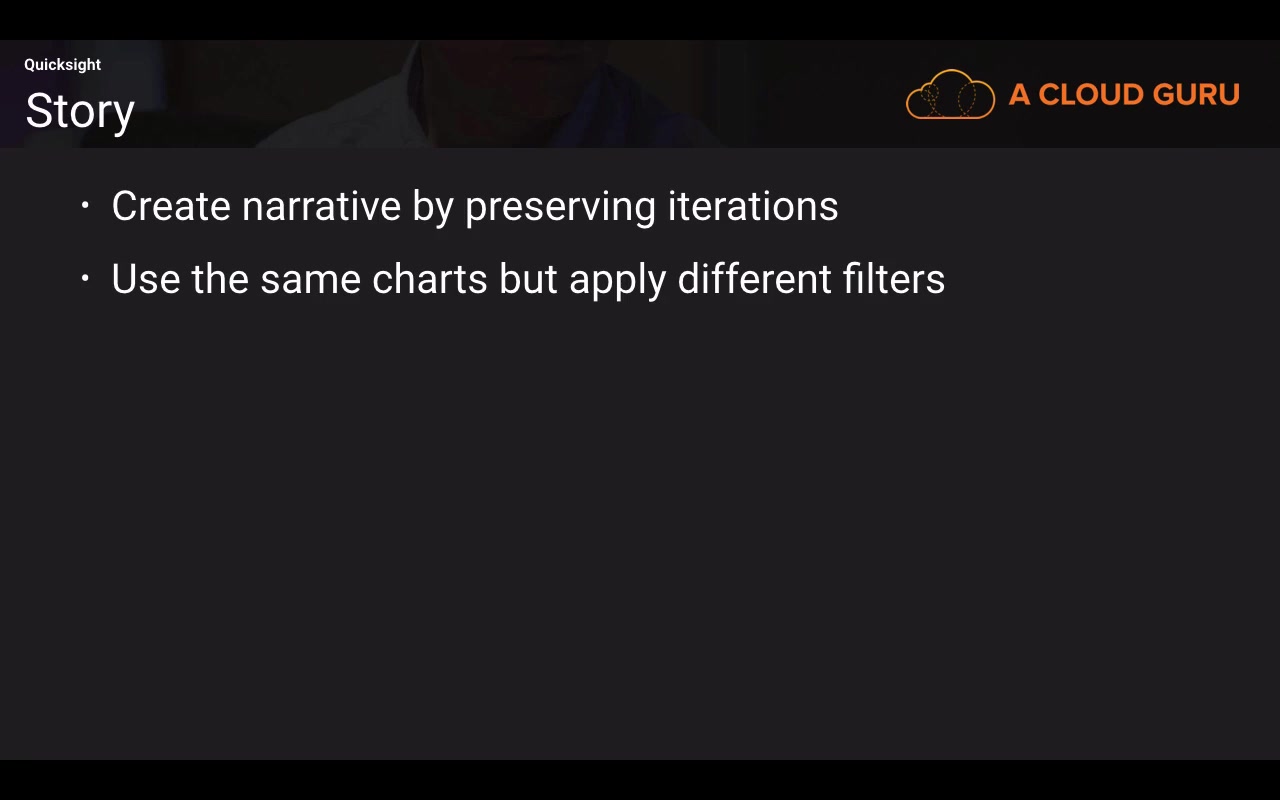 Quicksight
Story
A CLOUD GURU
• Create narrative by preserving iterations
• Use the same charts but apply different filters